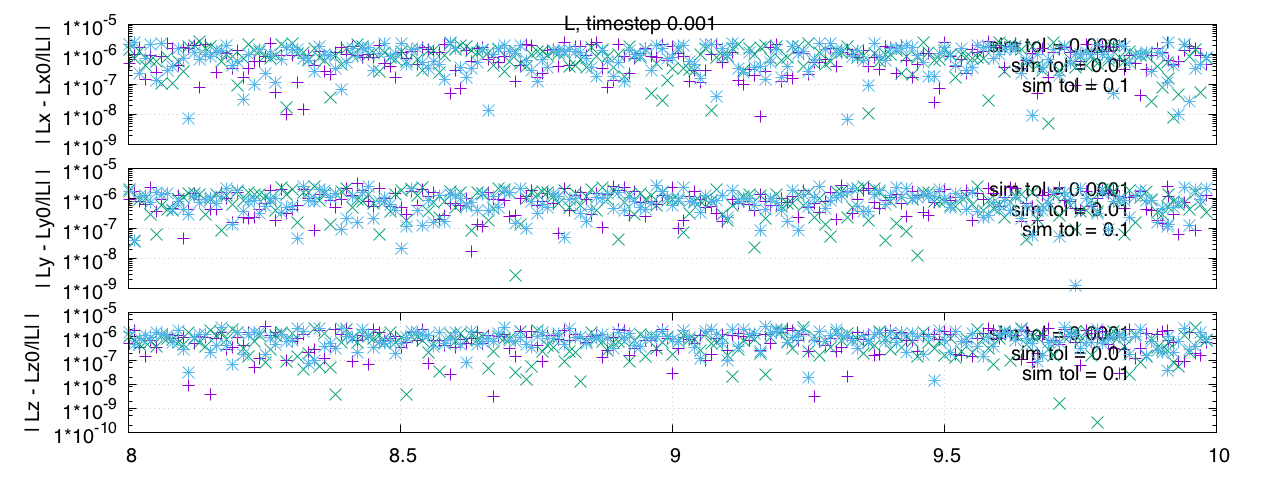 L, timestep 0.001
1*10^-5
1*10^-6
1*10^-7
1*10^-8
1*10^-9
| Lx - Lx0/|L| |
sim tol = 0.0001
sim tol = 0.01
sim tol = 0.1
1*10^-5
1*10^-6
1*10^-7
1*10^-8
1*10^-9
| Ly - Ly0/|L| |
sim tol = 0.0001
sim tol = 0.01
sim tol = 0.1
1*10^-5
1*10^-6
1*10^-7
1*10^-8
1*10^-9
1*10^-10
| Lz - Lz0/|L| |
sim tol = 0.0001
sim tol = 0.01
sim tol = 0.1
8 8.5 9 9.5 10